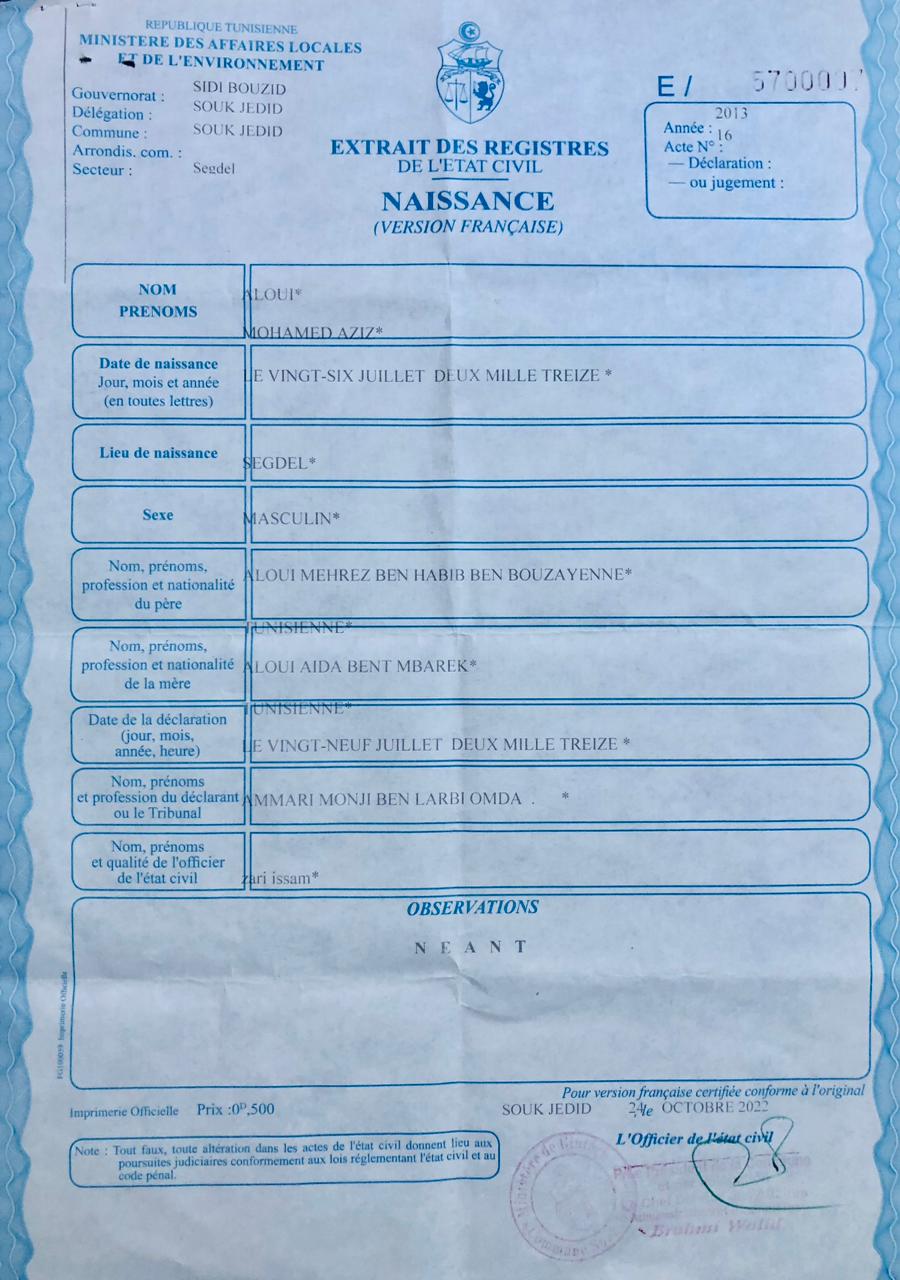 REPUBLIQUE TUNISIENNE
MINISTERE DES AFFAIRES LOCALES
ET DE L'ENVIRONNEMENT
Gouvernorat : SIDI BOUZID
Délégation : SOUK JEDID
Commune : SOUK JEDID
Arrondis. com. :
Secteur : Segdel
EXTRAIT DES REGISTRES
DE L'ETAT CIVIL
NAISSANCE
(VERSION FRANÇAISE)
E /
2013
Année :
16
Acte N° :
— Déclaration :
— ou jugement :
NOM
PRENOMS
ALOUI*
MOHAMED AZIZ*
Date de naissance
Jour, mois et année
(en toutes lettres)
LE VINGT-SIX JUILLET DEUX MILLE TREIZE *
Lieu de naissance
SEGDEL*
Sexe
MASCULIN*
Nom, prénoms,
profession et nationalité
du père
ALOUI MEHREZ BEN HABIB BEN BOUZAYENNE*
TUNISIENNE*
Nom, prénoms,
profession et nationalité
de la mère
ALOUI AIDA BENT MBAREK*
TUNISIENNE*
Date de la déclaration
(jour, mois,
année, heure)
LE VINGT-NEUF JUILLET DEUX MILLE TREIZE *
Nom, prénoms
et profession du déclarant
ou le Tribunal
AMMARI MONJI BEN LARBI OMDA . *
Nom, prénoms
et qualité de l'officier
de l'état civil
zari issam*
OBSERVATIONS
N E A N T
Imprimerie Officielle
Pour version française certifiée conforme à l'original
Imprimerie Officielle Prix :0ᴰ,500
SOUK JEDID le OCTOBRE 2022
L'Officier de l'état civil
Note : Tout faux, toute altération dans les actes de l'état civil donnent lieu aux
poursuites judiciaires conformement aux lois réglementant l'état civil et au
code pénal.
Brahmi Walid